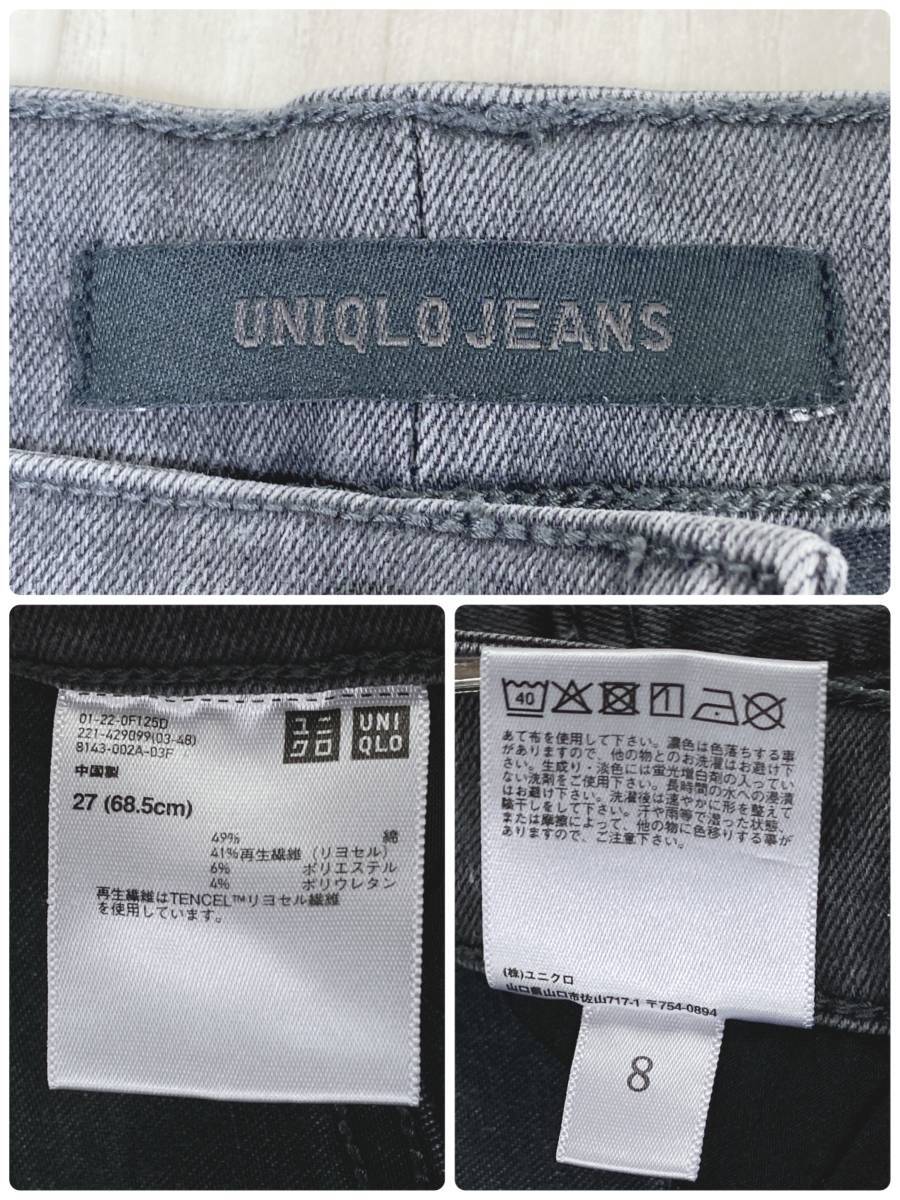 UNIQLO JEANS
01-22-0F125D
221-429099(03-48)
8143-002A-03F
ユニ
クロ
UNI
QLO
中国製
27 (68.5cm)
49% 綿
41%再生繊維（リヨセル）
6% ポリエステル
4% ポリウレタン
再生繊維はTENCEL™リヨセル繊維
を使用しています。
40
あて布を使用して下さい。濃色は色落ちする事
がありますので、他の物とのお洗濯はお避け下
さい。生成り・淡色には蛍光増白剤の入ってい
ない洗剤をご使用下さい。長時間の水への浸漬
はお避け下さい。洗濯後は速やかに形を整えて
陰干しをして下さい。汗や雨等で湿った状態、
または摩擦によって、他の物に色移りする事が
ありますので、ご注意下さい。
(株)ユニクロ
山口県山口市佐山717-1 〒754-0894
8